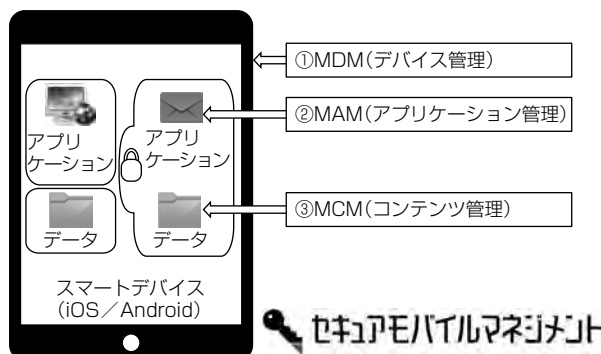 ①MDM(デバイス管理)
②MAM(アプリケーション管理)
③MCM(コンテンツ管理)
アプリ
ケーション
データ
アプリ
ケーション
データ
スマートデバイス
(iOS/Android)
セキュアモバイルマネジメント